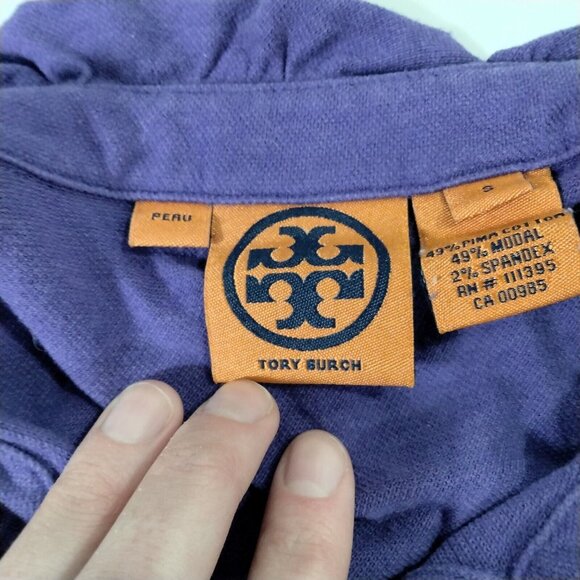 PERU
TORY BURCH
S
49% PIMA COTTON
49% MODAL
2% SPANDEX
RN # 111395
CA 00985